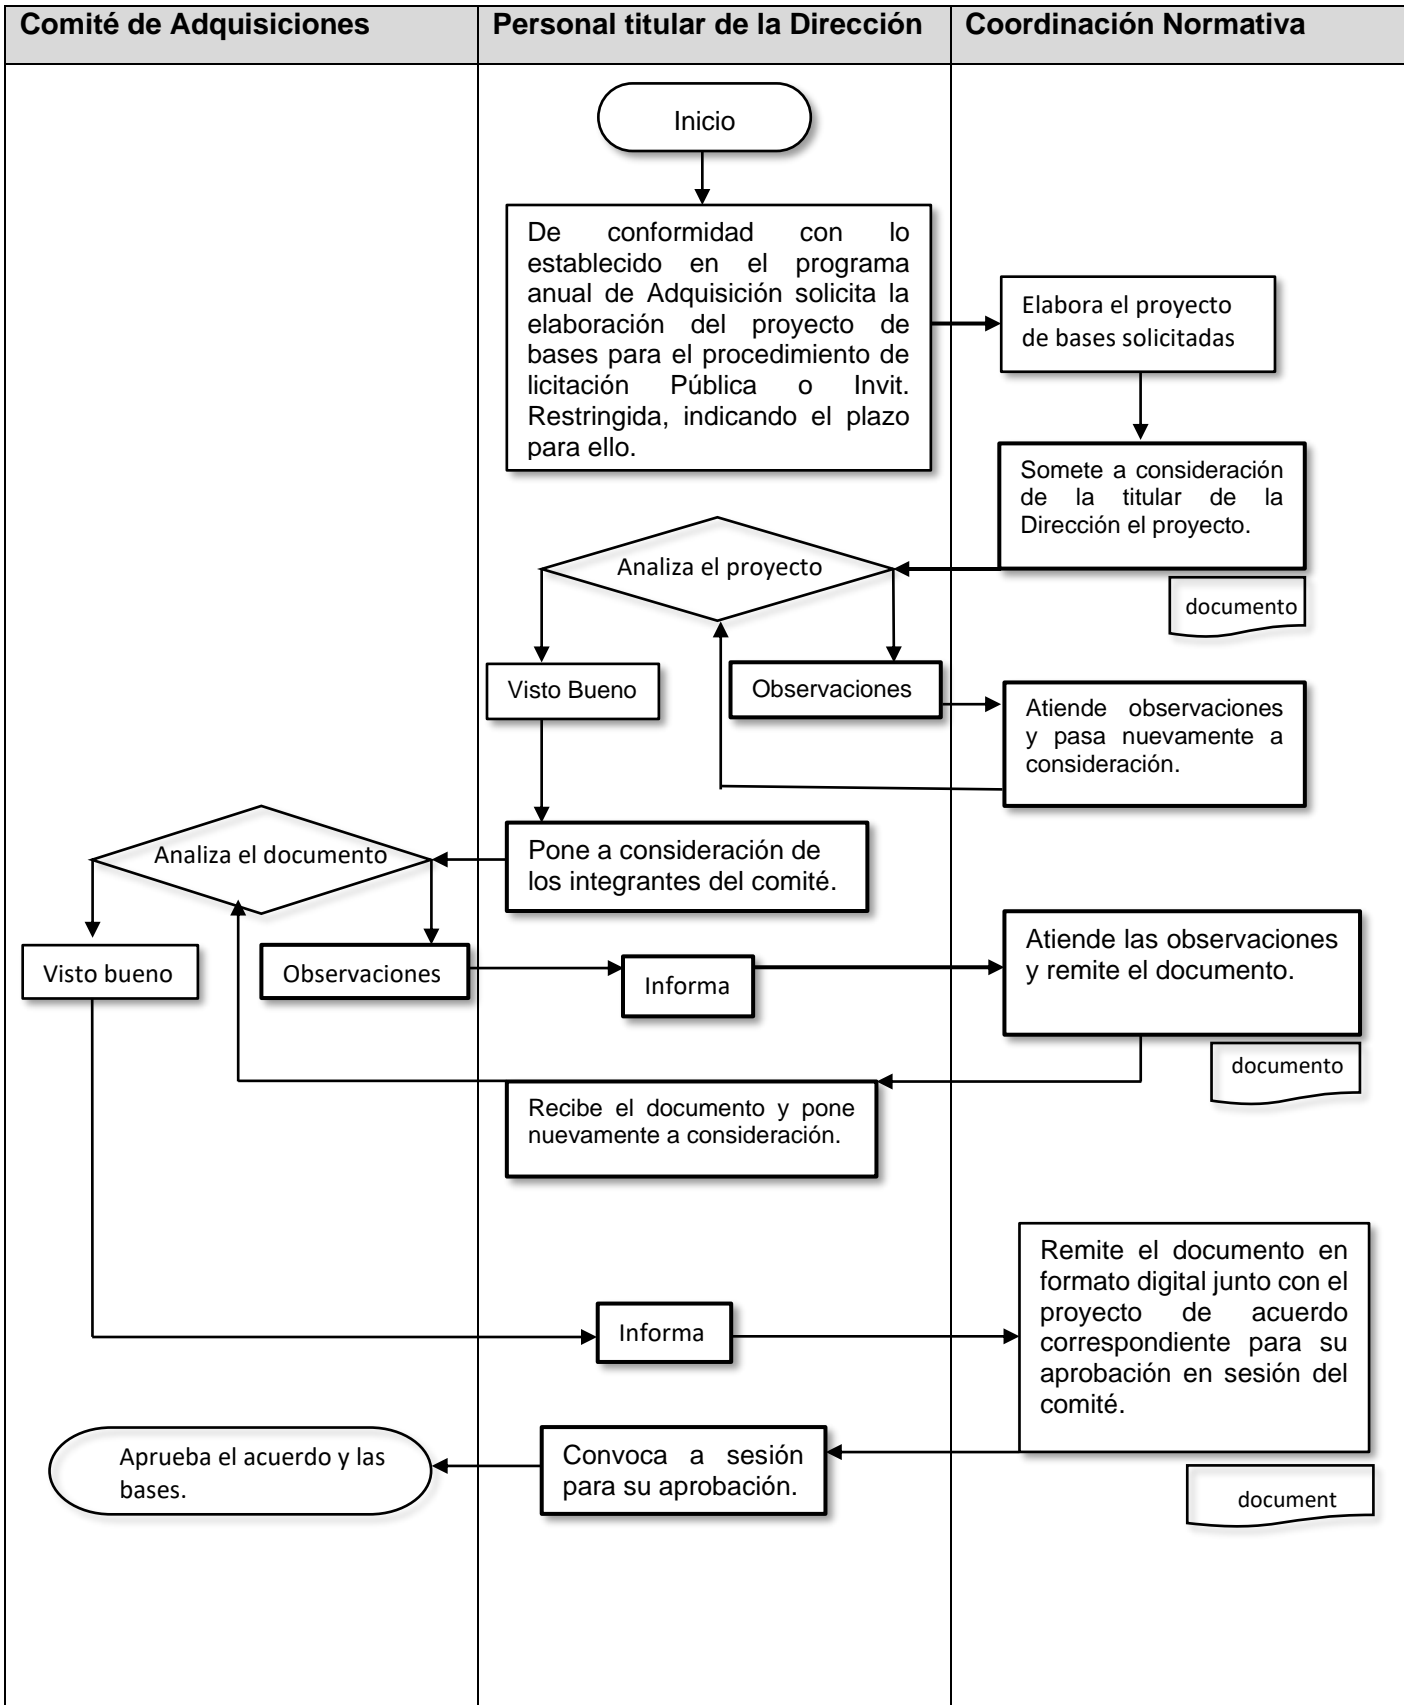 Comité de Adquisiciones
Personal titular de la Dirección
Coordinación Normativa
Inicio
De conformidad con lo
establecido en el programa
anual de Adquisición solicita la
elaboración del proyecto de
bases para el procedimiento de
licitación Pública o Invit.
Restringida, indicando el plazo
para ello.
Elabora el proyecto
de bases solicitadas
Somete a consideración
de la titular de la
Dirección el proyecto.
documento
Analiza el proyecto
Visto Bueno
Observaciones
Atiende observaciones
y pasa nuevamente a
consideración.
Pone a consideración de
los integrantes del comité.
Analiza el documento
Visto bueno
Observaciones
Informa
Atiende las observaciones
y remite el documento.
documento
Recibe el documento y pone
nuevamente a consideración.
Informa
Remite el documento en
formato digital junto con el
proyecto de acuerdo
correspondiente para su
aprobación en sesión del
comité.
document
Convoca a sesión
para su aprobación.
Aprueba el acuerdo y las
bases.